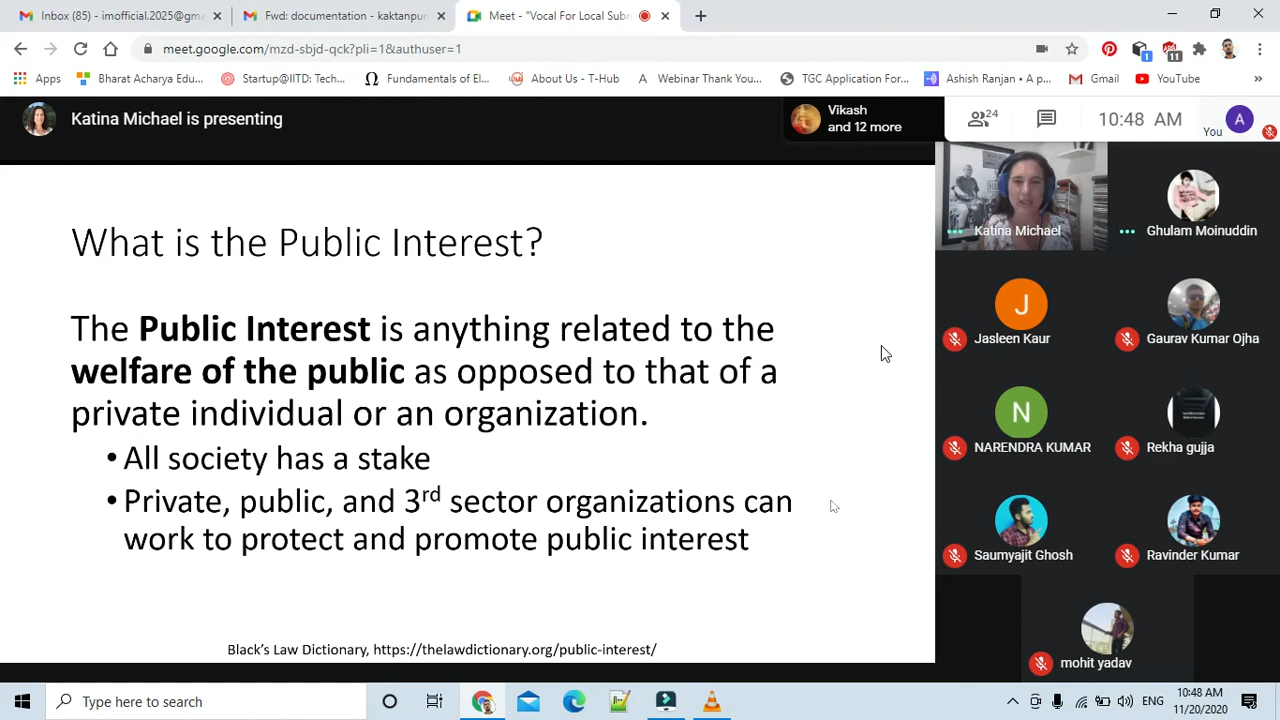 Inbox (85) - imofficial.2025@gma
Fwd: documentation - kaktanpur
Meet - "Vocal For Local Subm
meet.google.com/mzd-sbjd-qck?pli=1&authuser=1
1
11
Apps
Bharat Acharya Edu...
Startup@IITD: Tech...
Fundamentals of El...
About Us - T-Hub
Webinar Thank You...
TGC Application For...
Ashish Ranjan • A p...
Gmail
YouTube
»
Katina Michael is presenting
Vikash
and 12 more
24
10:48 AM
You
A
What is the Public Interest?
The Public Interest is anything related to the
welfare of the public as opposed to that of a
private individual or an organization.
•All society has a stake
•Private, public, and 3rd sector organizations can
work to protect and promote public interest
Black's Law Dictionary, https://thelawdictionary.org/public-interest/
Katina Michael
Ghulam Moinuddin
J
Jasleen Kaur
Gaurav Kumar Ojha
N
NARENDRA KUMAR
Rekha gujja
Saumyajit Ghosh
Ravinder Kumar
mohit yadav
Type here to search
ENG
10:48 AM
11/20/2020